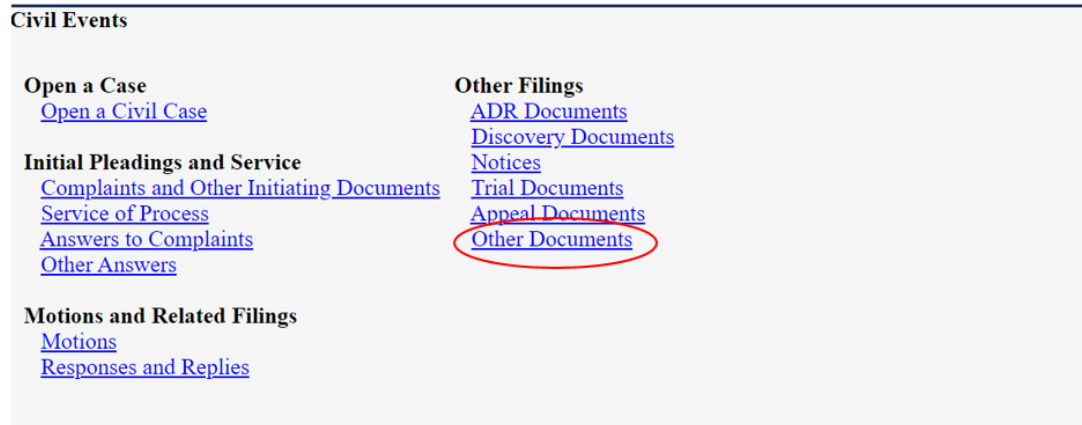 Civil Events
Open a Case
Open a Civil Case
Initial Pleadings and Service
Complaints and Other Initiating Documents
Service of Process
Answers to Complaints
Other Answers
Motions and Related Filings
Motions
Responses and Replies
Other Filings
ADR Documents
Discovery Documents
Notices
Trial Documents
Appeal Documents
Other Documents